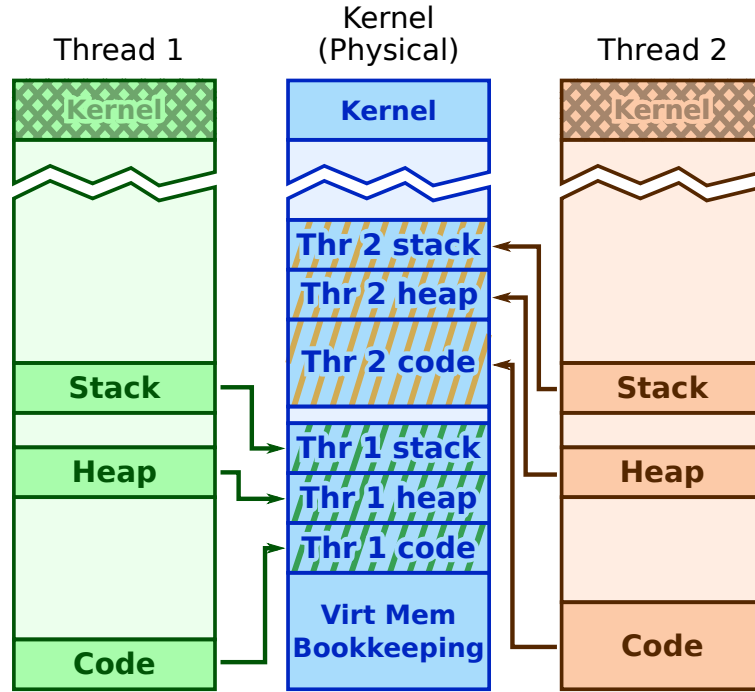 Thread 1
Kernel
(Physical)
Thread 2
Kernel
Kernel
Kernel
Thr 2 stack
Thr 2 heap
Thr 2 code
Stack
Stack
Thr 1 stack
Heap
Heap
Thr 1 heap
Thr 1 code
Virt Mem
Bookkeeping
Code
Code